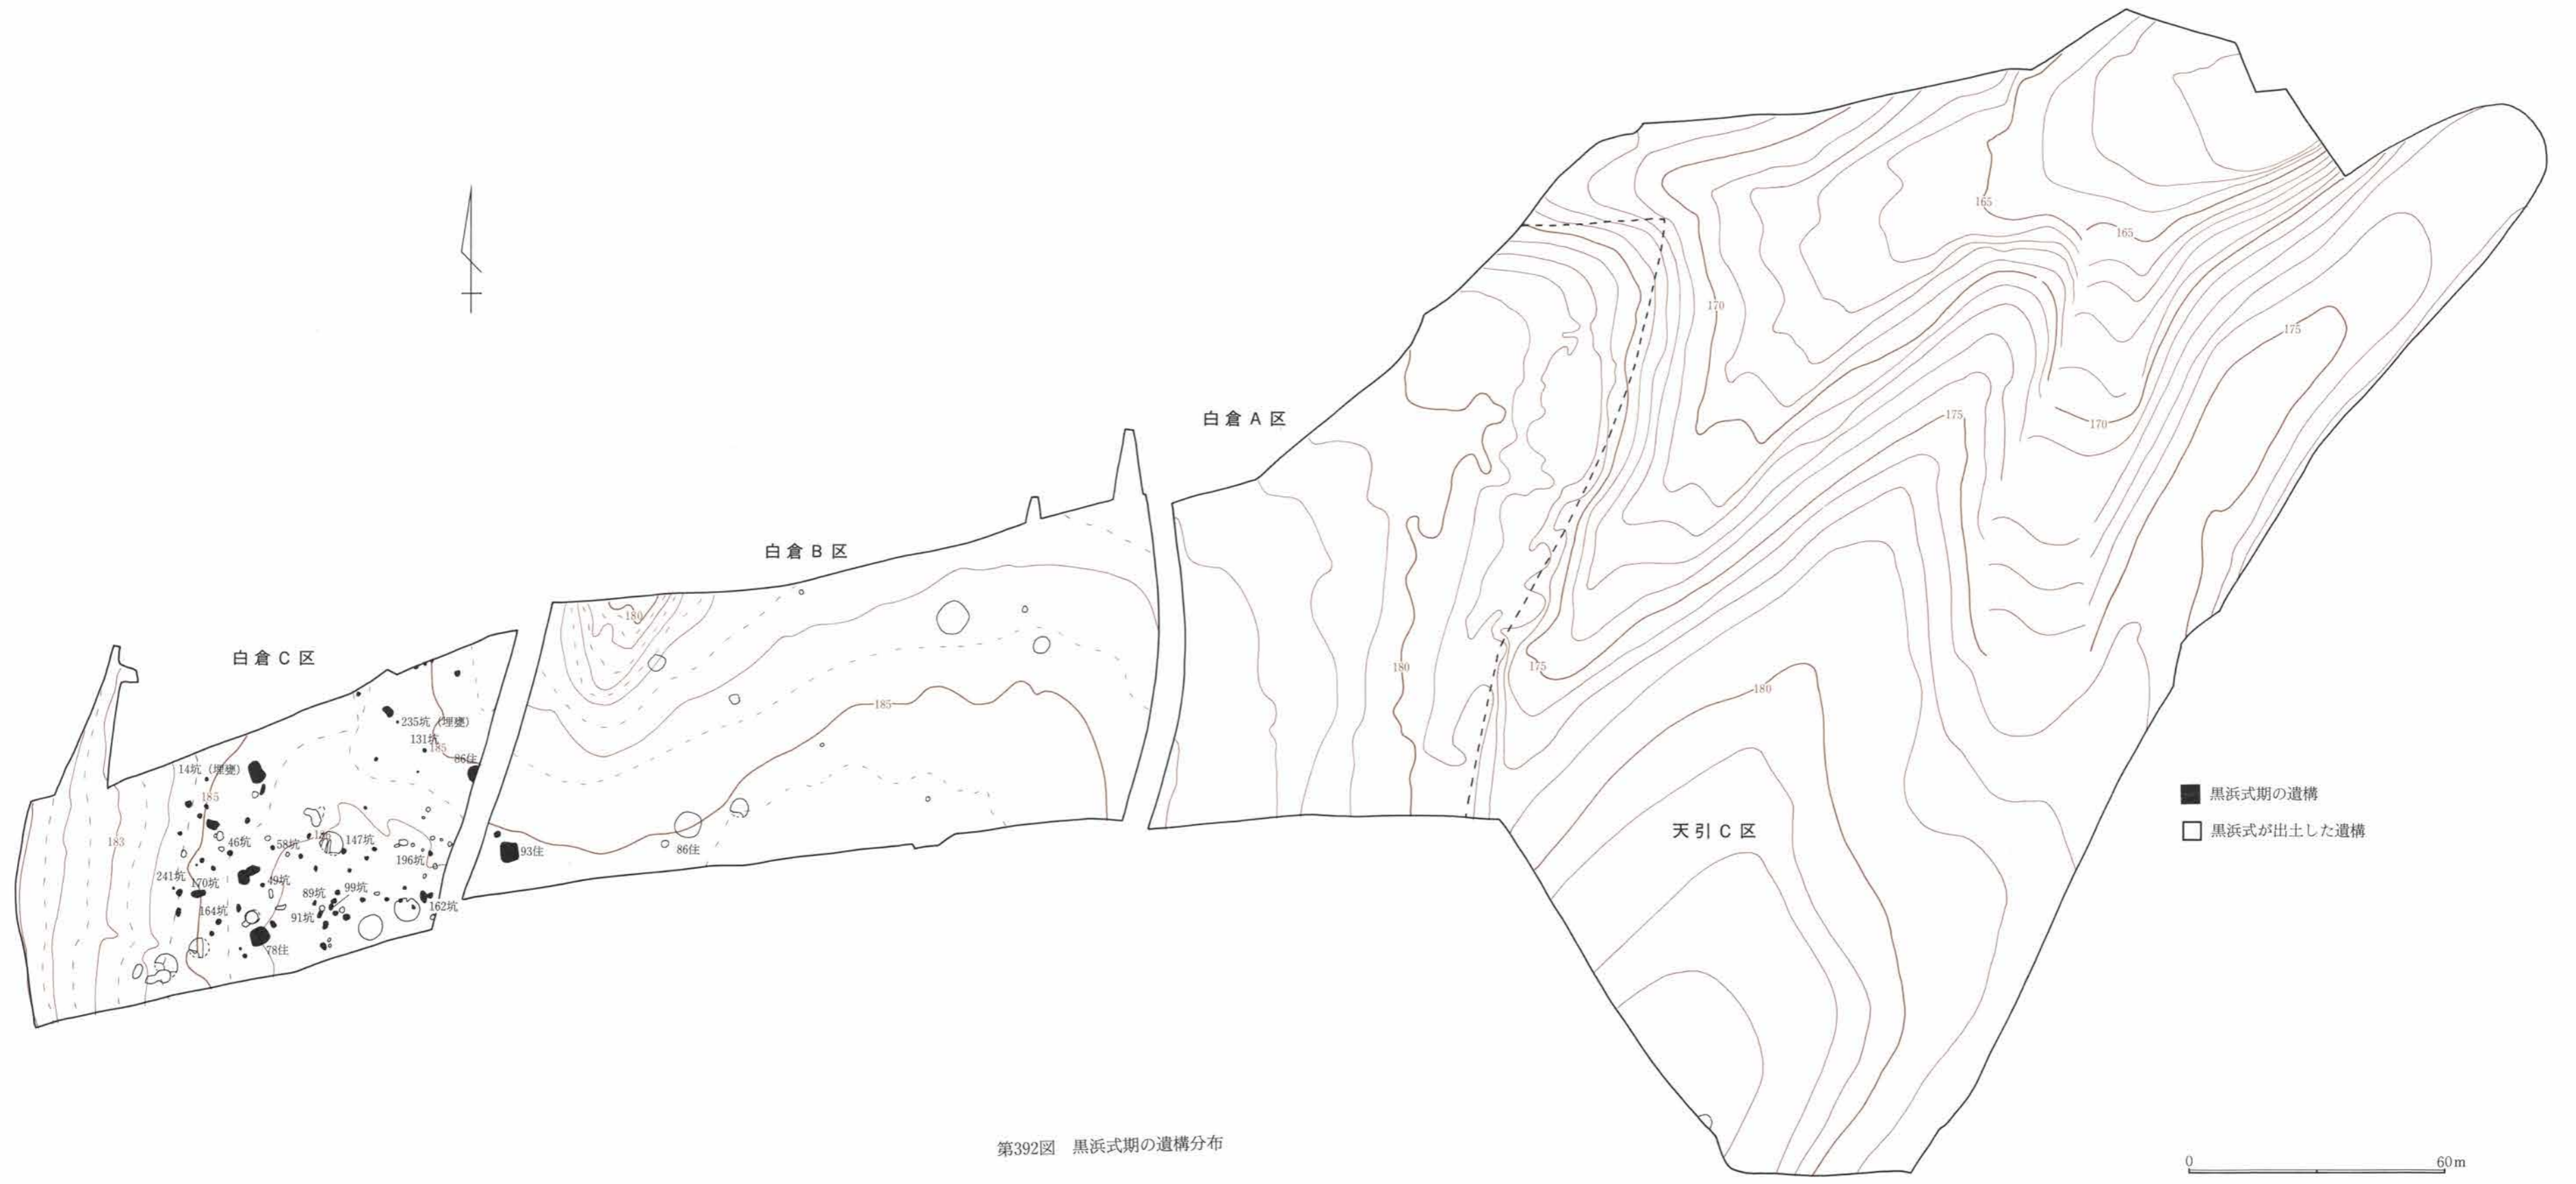 165
165
170
175
白倉A区
175
170
白倉B区
180
白倉C区
175
180
180
185
235坑（埋甕）
131坑
185
86住
14坑（埋甕）
185
183
46坑
58坑
147坑
196坑
93住
86住
241坑
170坑
49坑
89坑
99坑
164坑
91坑
162坑
78住
天引C区
黒浜式期の遺構
黒浜式が出土した遺構
第392図　黒浜式期の遺構分布
0
60m